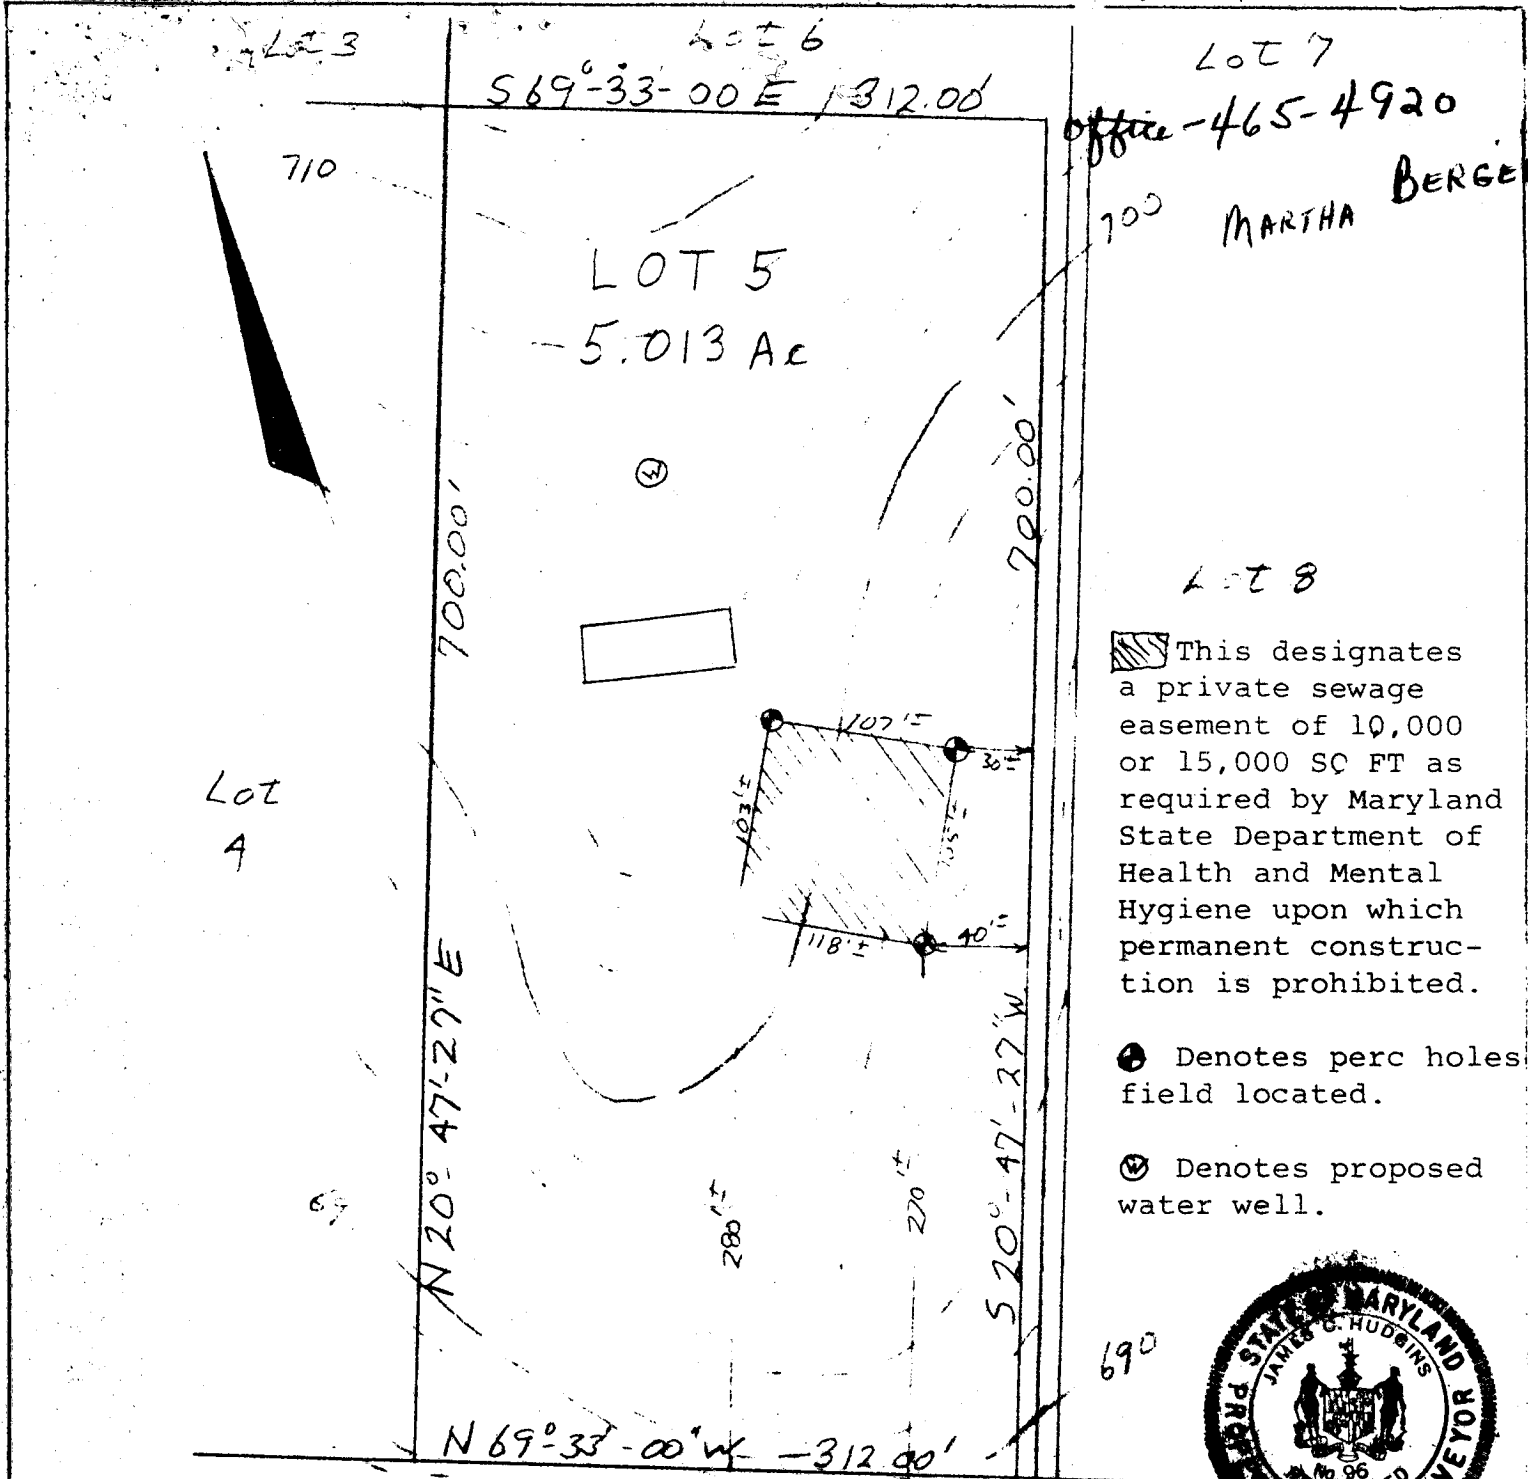 Lot 3
Lot 6
Lot 7
S 69°-33-00 E 312.00'
office-465-4920
MARTHA BERGE
710
700
LOT 5
5.013 Ac
W
700.00'
700.00'
Lot 8
This designates
a private sewage
easement of 10,000
or 15,000 SQ FT as
required by Maryland
State Department of
Health and Mental
Hygiene upon which
permanent construc-
tion is prohibited.
107'±
30'±
103'±
105'±
118'±
40'±
Lot
4
Denotes perc holes
field located.
W Denotes proposed
water well.
N 20°-47'-27" E
S 20°-47'-27" W
280'±
270'±
690
N 69°-33'-00" W - 312.00'
STATE OF MARYLAND
JAMES C. HUDGINS
No 96